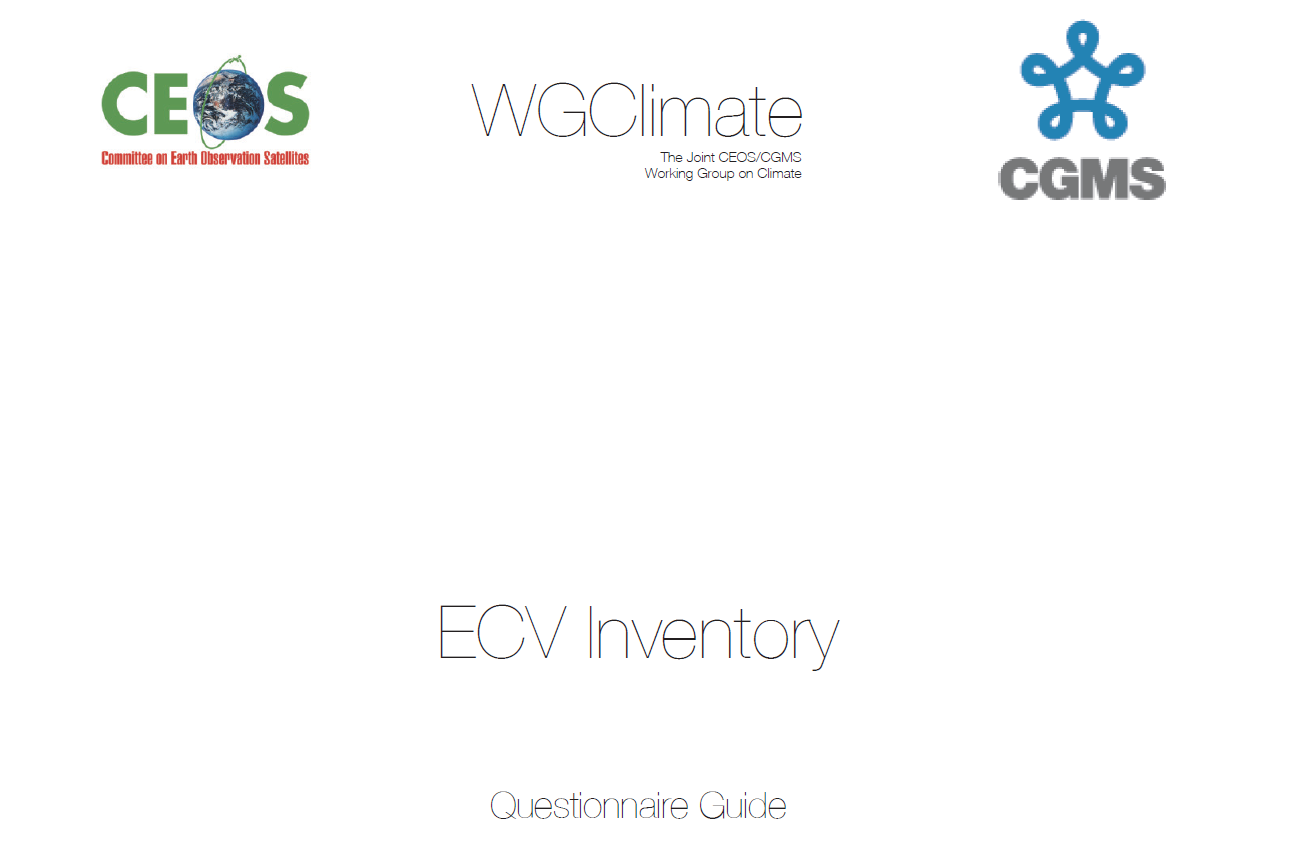 CEOS
Committee on Earth Observation Satellites
WGClimate
The Joint CEOS/CGMS
Working Group on Climate
CGMS
ECV Inventory
Questionnaire Guide